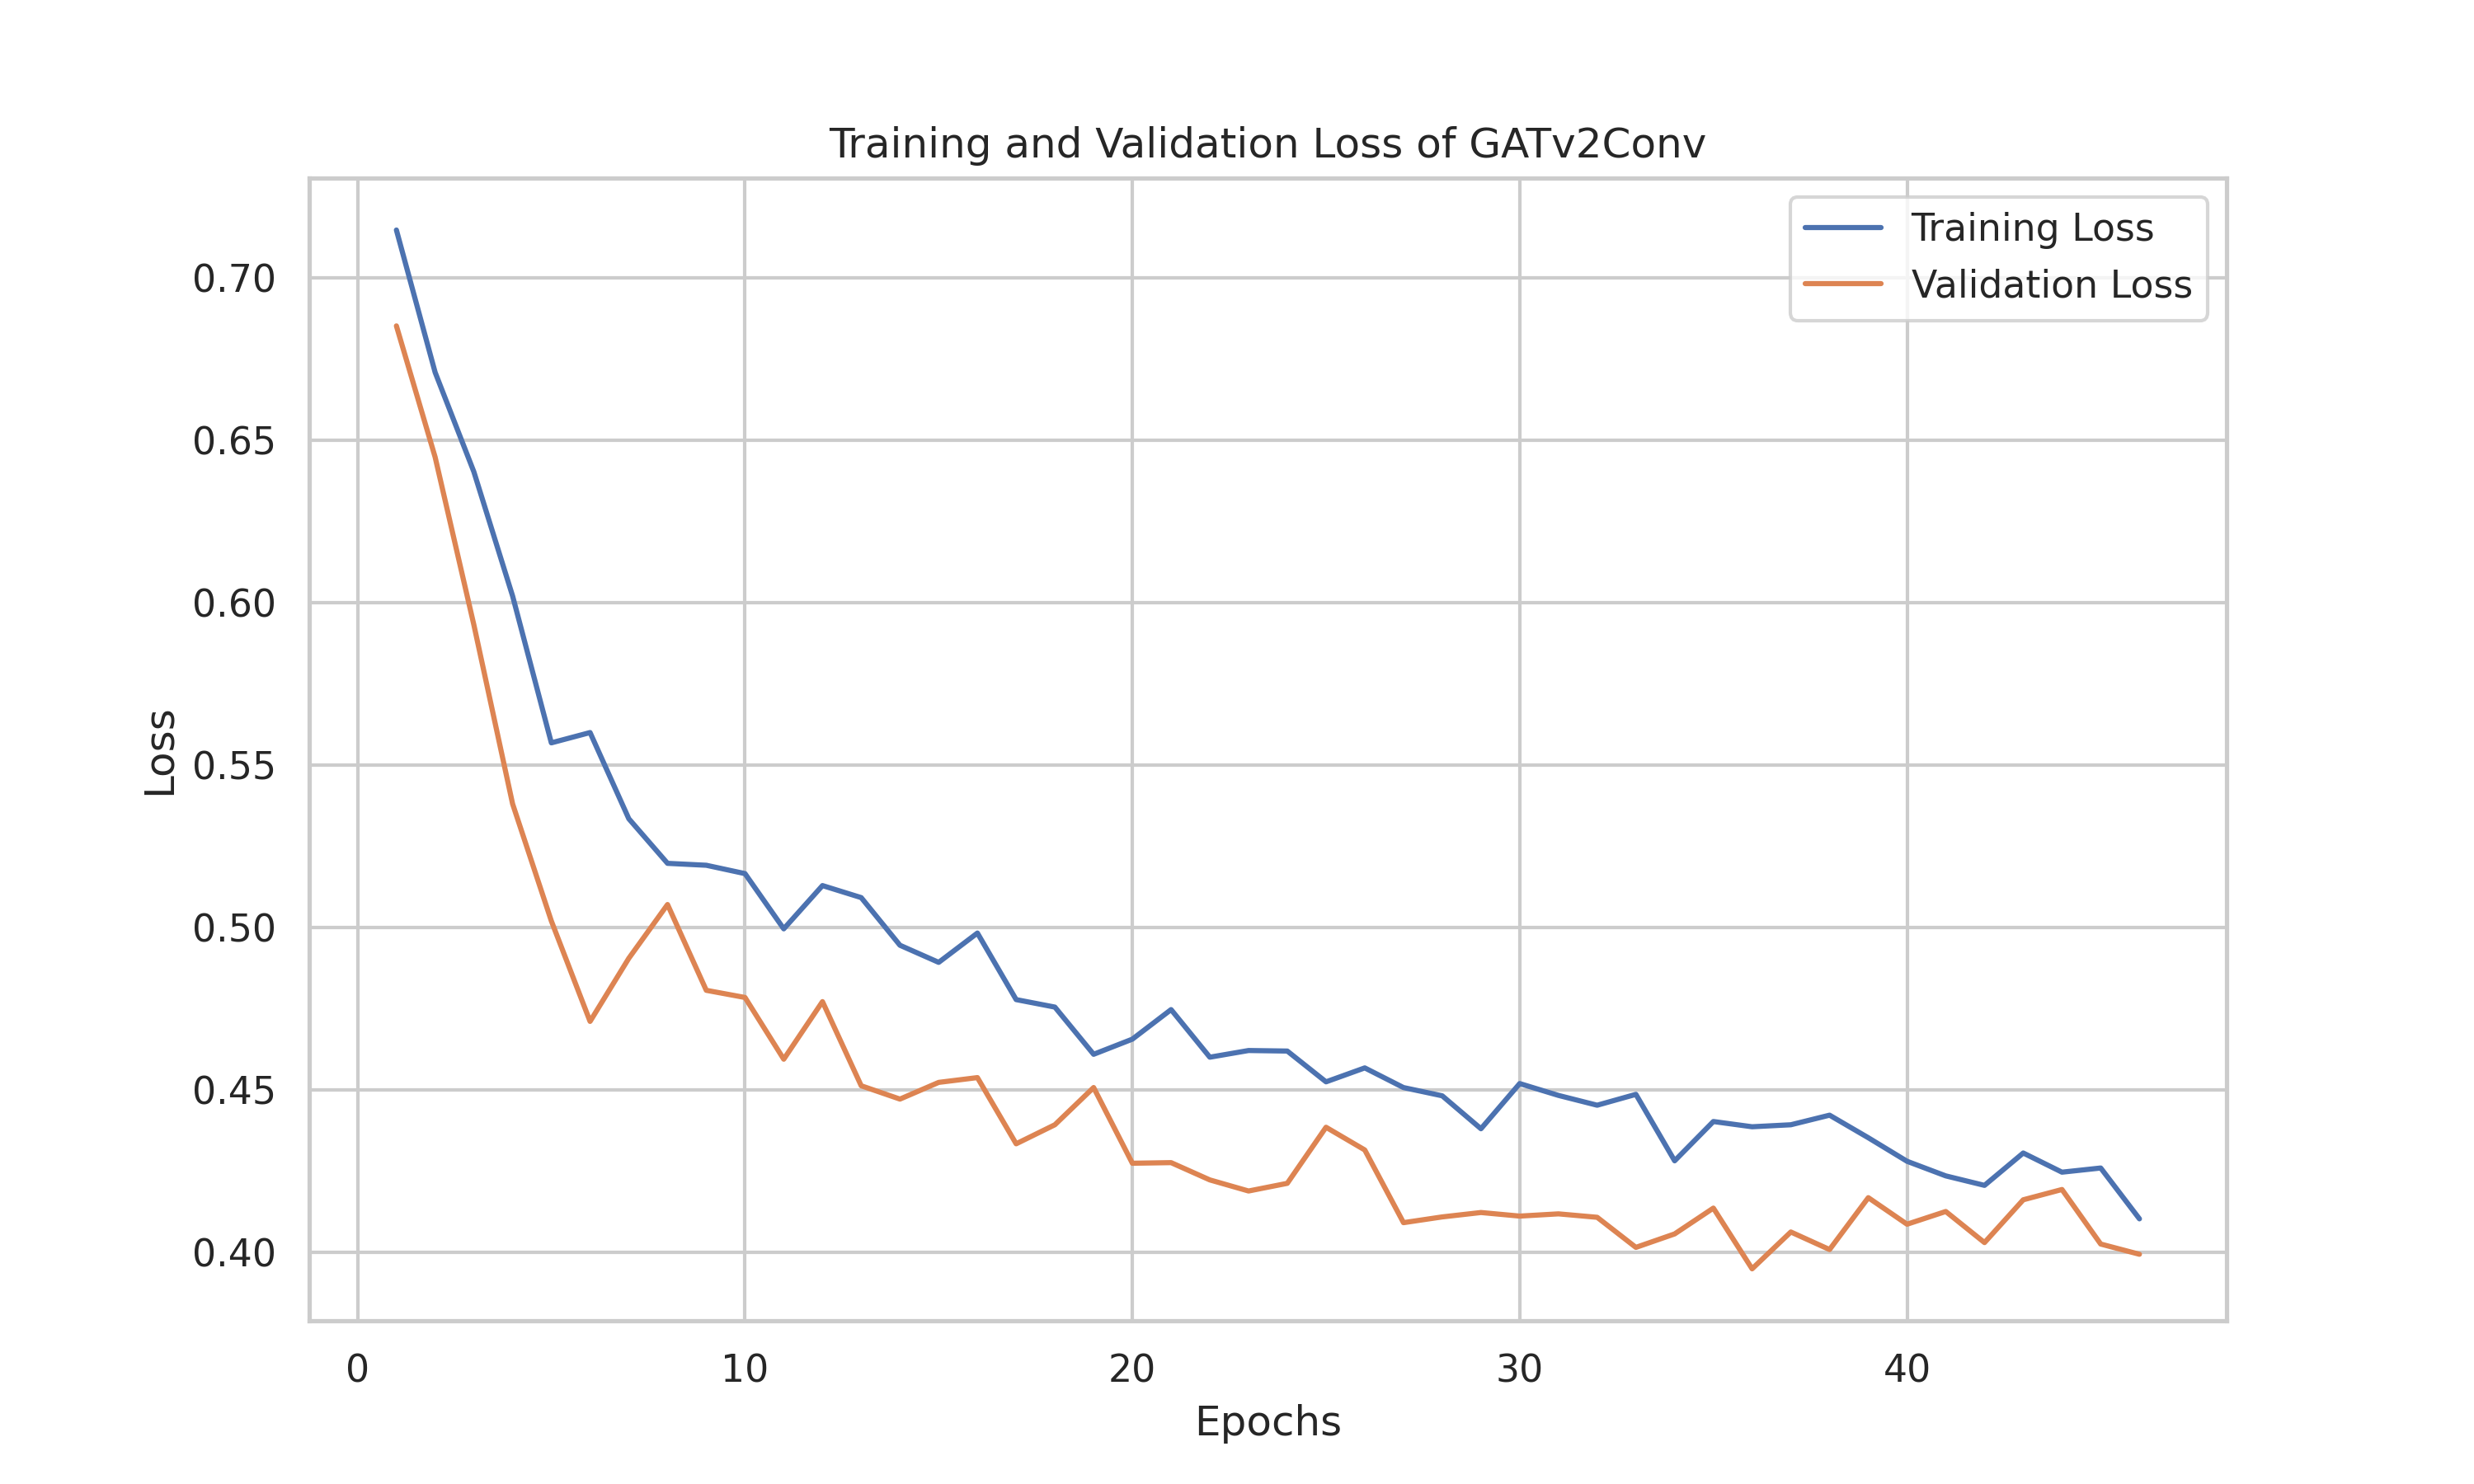 Training and Validation Loss of GATv2Conv
Training Loss
Validation Loss
0.70
0.65
0.60
0.55
0.50
0.45
0.40
Loss
0 10 20 30 40
Epochs